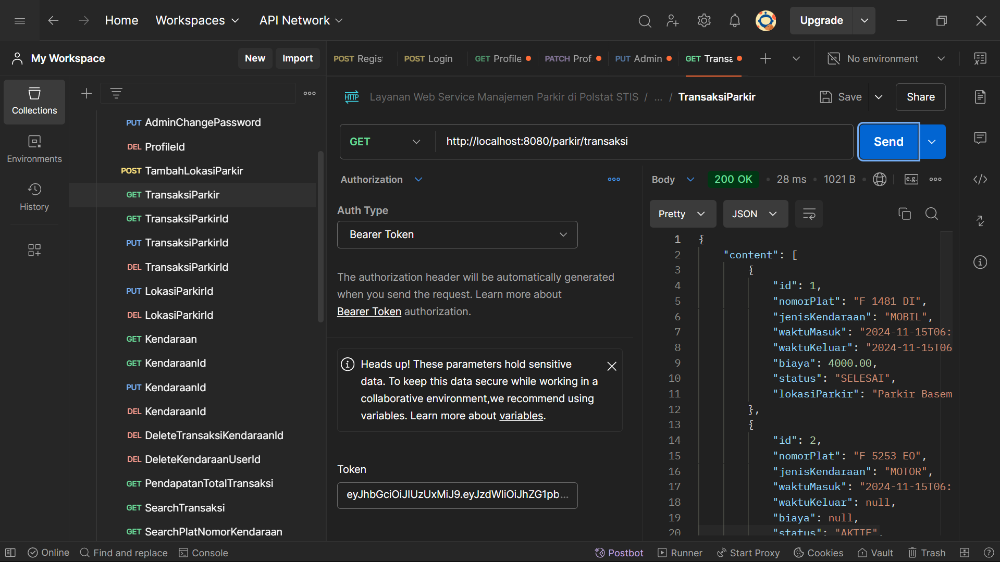 Home
Workspaces
API Network
Upgrade
My Workspace
New
Import
POST Regist
POST Login
GET Profile
PATCH Prof
PUT Admin
GET Transa
No environment
Collections
Environments
History
PUT AdminChangePassword
DEL ProfileId
POST TambahLokasiParkir
GET TransaksiParkir
GET TransaksiParkirId
PUT TransaksiParkirId
DEL TransaksiParkirId
PUT LokasiParkirId
DEL LokasiParkirId
GET Kendaraan
GET KendaraanId
PUT KendaraanId
DEL KendaraanId
DEL DeleteTransaksiKendaraanId
DEL DeleteKendaraanUserId
GET PendapatanTotalTransaksi
GET SearchTransaksi
GET SearchPlatNomorKendaraan
HTTP
Layanan Web Service Manajemen Parkir di Polstat STIS / ... / TransaksiParkir
Save
Share
GET
http://localhost:8080/parkir/transaksi
Send
Authorization
Auth Type
Bearer Token
The authorization header will be automatically generated
when you send the request. Learn more about
Bearer Token authorization.
Heads up! These parameters hold sensitive
data. To keep this data secure while working in a
collaborative environment,we recommend using
variables. Learn more about variables.
Token
eyJhbGciOiJIUzUxMiJ9.eyJzdWIiOiJhZG1pb...
Body
200 OK
28 ms
1021 B
e.g.
Pretty
JSON
1 {
2 "content": [
3 {
4 "id": 1,
5 "nomorPlat": "F 1481 DI",
6 "jenisKendaraan": "MOBIL",
7 "waktuMasuk": "2024-11-15T06:
8 "waktuKeluar": "2024-11-15T06
9 "biaya": 4000.00,
10 "status": "SELESAI",
11 "lokasiParkir": "Parkir Basem
12 },
13 {
14 "id": 2,
15 "nomorPlat": "F 5253 EO",
16 "jenisKendaraan": "MOTOR",
17 "waktuMasuk": "2024-11-15T06:
18 "waktuKeluar": null,
19 "biaya": null,
20 "status": "AKTIF",
Online
Find and replace
Console
Postbot
Runner
Start Proxy
Cookies
Vault
Trash